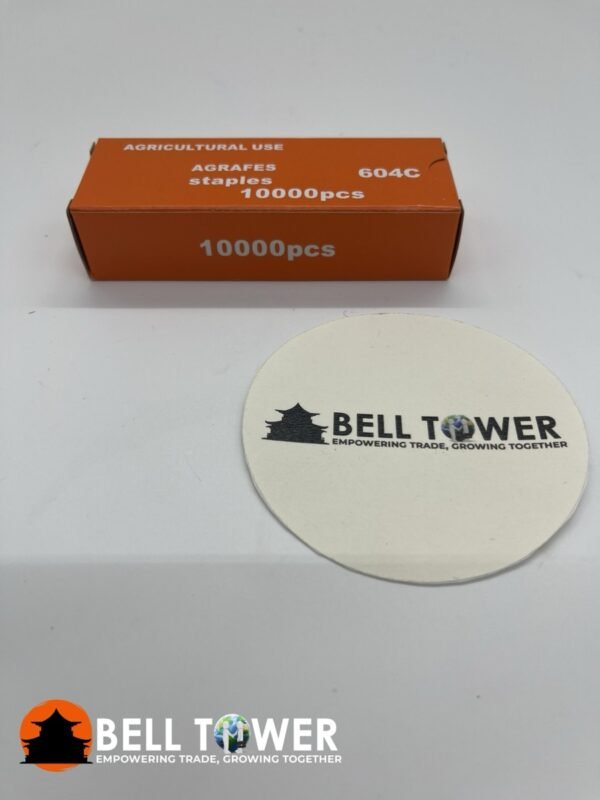 AGRICULTURAL USE
AGRAFES
604C
staples
10000pcs
10000pcs
BELL TOWER
EMPOWERING TRADE, GROWING TOGETHER
BELL TOWER
EMPOWERING TRADE, GROWING TOGETHER